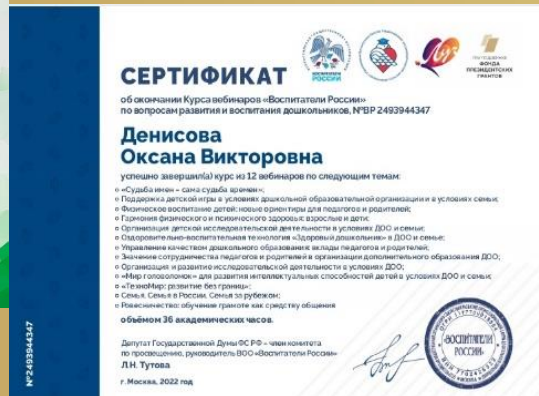 ВОСПИТАТЕЛИ
РОССИИ
ПРИ ПОДДЕРЖКЕ
ФОНДА
ПРЕЗИДЕНТСКИХ
ГРАНТОВ
СЕРТИФИКАТ
об окончании Курса вебинаров «Воспитатели России»
по вопросам развития и воспитания дошкольников, №ВР 2493944347
Денисова
Оксана Викторовна
успешно завершил(а) курс из 12 вебинаров по следующим темам:
«Судьба имен – сама судьба времен»;
Поддержка детской игры в условиях дошкольной образовательной организации и в условиях семьи;
Физическое воспитание детей: новые ориентиры для педагогов и родителей;
Гармония физического и психического здоровья: взрослые и дети;
Организация детской исследовательской деятельности в условиях ДОО и семьи;
Оздоровительно-воспитательная технология «Здоровый дошкольник» в ДОО и семье;
Управление качеством дошкольного образования: вклады педагогов и родителей;
Значение сотрудничества педагогов и родителей в организации дополнительного образования ДОО;
Организация и развитие исследовательской деятельности в условиях ДОО;
«Мир головоломок» для развития интеллектуальных способностей детей в условиях ДОО и семьи;
«ТехноМир: развитие без границ»;
Семья. Семья в России. Семья за рубежом;
Ровесничество: обучение грамоте как средству общения
объёмом 36 академических часов.
Депутат Государственной Думы ФС РФ – член комитета
по просвещению, руководитель ВОО «Воспитатели России»
Л.Н. Тутова
г. Москва, 2022 год
№2493944347
«ВОСПИТАТЕЛИ
РОССИИ»